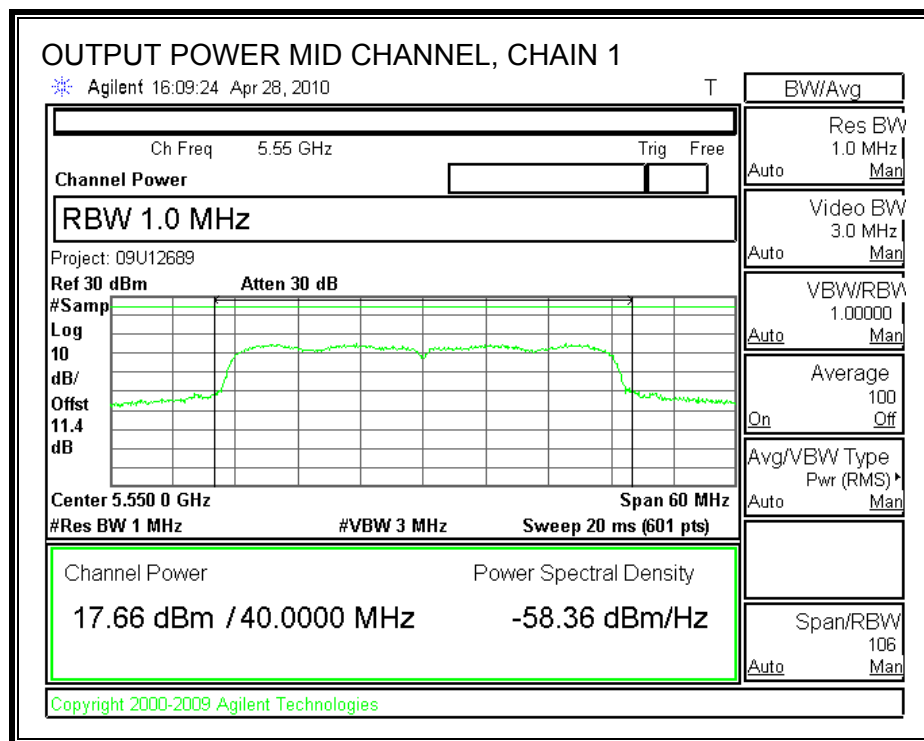 OUTPUT POWER MID CHANNEL, CHAIN 1
Agilent 16:09:24 Apr 28, 2010 T
BW/Avg
Ch Freq 5.55 GHz Trig Free
Channel Power
RBW 1.0 MHz
Project: 09U12689
Ref 30 dBm Atten 30 dB
#Samp
Log
10
dB/
Offst
11.4
dB
Center 5.550 0 GHz Span 60 MHz
#Res BW 1 MHz #VBW 3 MHz Sweep 20 ms (601 pts)
Channel Power Power Spectral Density
17.66 dBm / 40.0000 MHz -58.36 dBm/Hz
Copyright 2000-2009 Agilent Technologies
Res BW
1.0 MHz
Auto Man
Video BW
3.0 MHz
Auto Man
VBW/RBW
1.00000
Auto Man
Average
100
On Off
Avg/VBW Type
Pwr (RMS)
Auto Man
Span/RBW
106
Auto Man